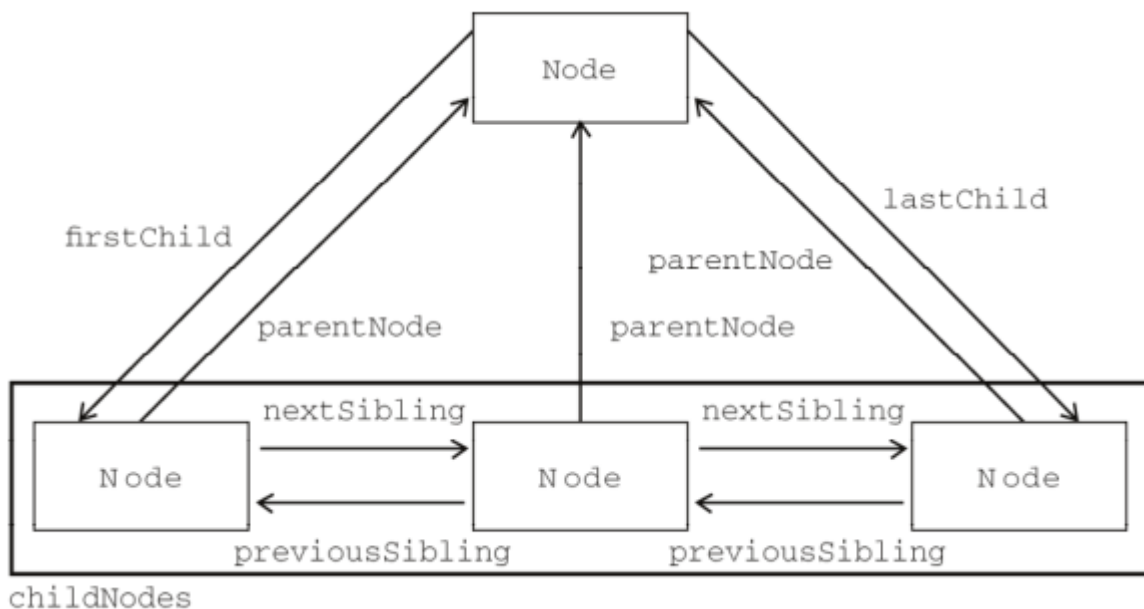 Node
lastChild
firstChild
parentNode
parentNode
parentNode
nextSibling
nextSibling
Node
Node
Node
previousSibling
previousSibling
childNodes